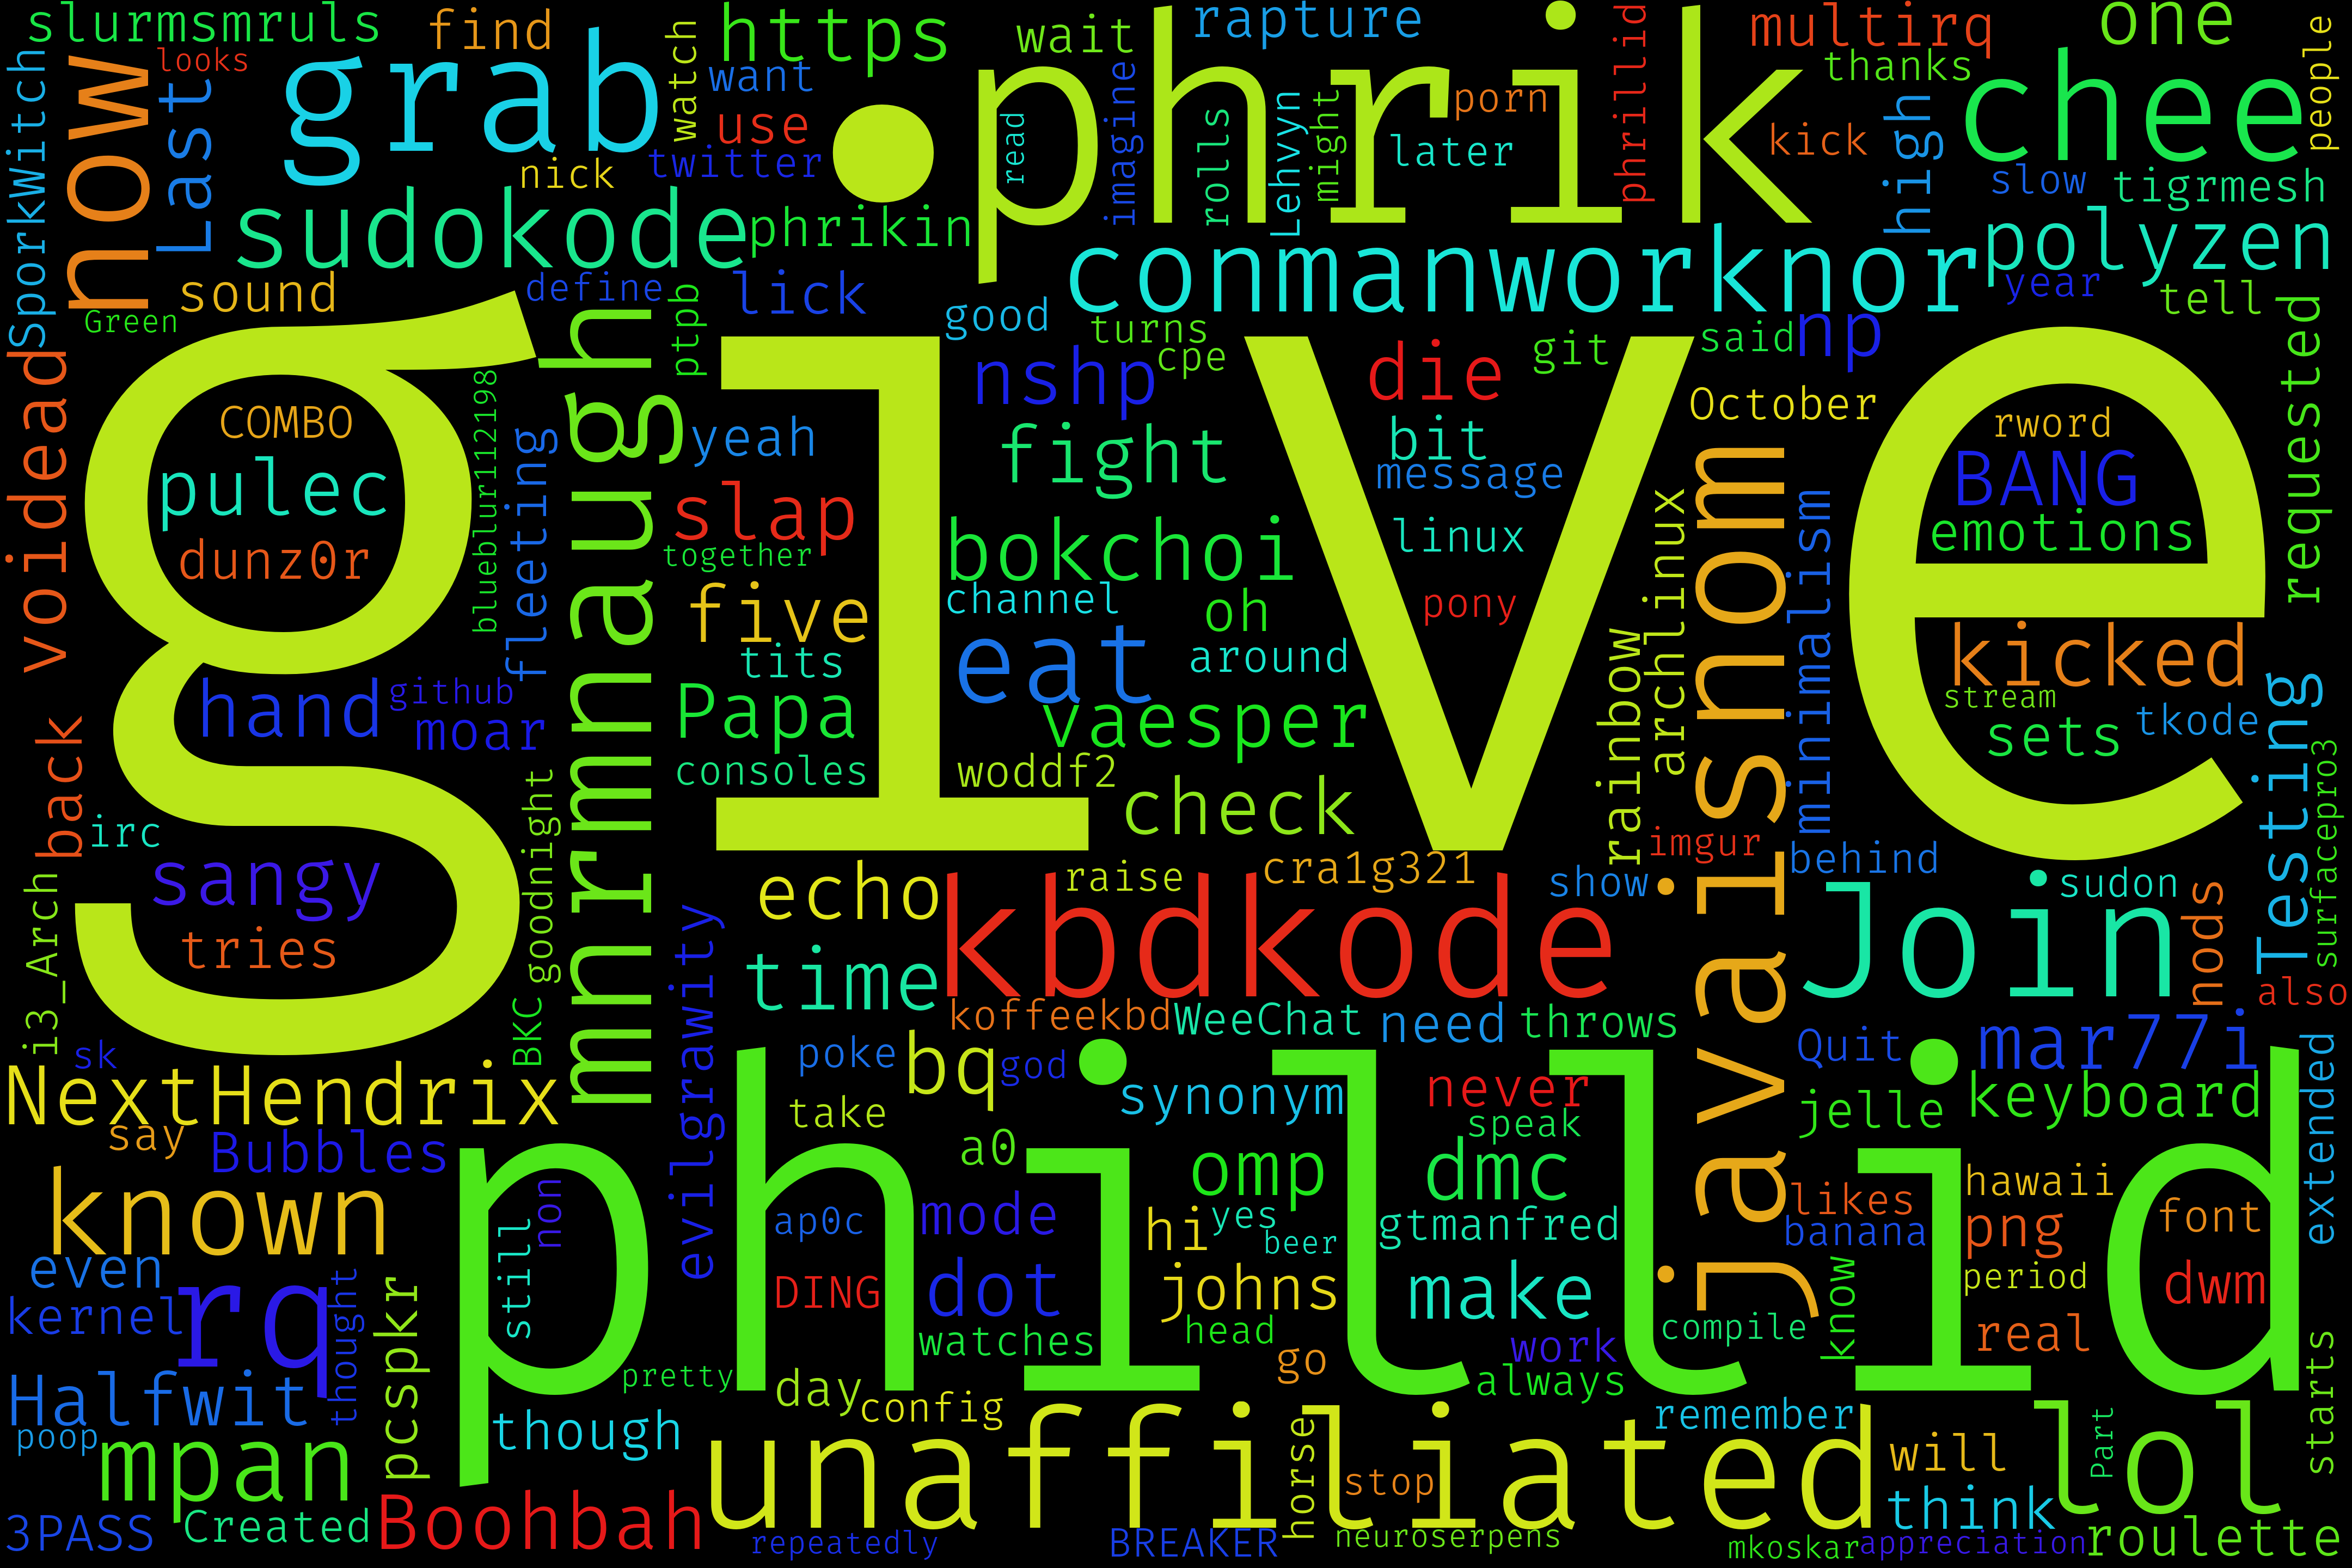 slurmsmruls
find
https
wait
rapture
multirq
one
looks
grab
watch
want
phrik
thanks
chee
people
SporkWitch
now
Last
use
twitter
nick
read
imagine
rolls
Lehvyn
might
porn
later
phrillid
kick
high
slow
tigrmesh
sudokode
phrikin
conmanworknor
polyzen
year
tell
sound
define
lick
Green
ptpb
good
turns
cpe
git
said
np
requested
give
voidead
COMBO
pulec
dunz0r
blueblur112198
fleeting
mnrmnaugh
yeah
slap
together
nshp
die
fight
bit
message
October
rword
BANG
emotions
bokchoi
linux
archlinux
javaisnom
minimalism
five
channel
oh
pony
tits
eat
around
rainbow
kicked
stream
sets
tkode
Testing
surfacepro3
hand
github
moar
Papa
vaesper
consoles
woddf2
check
back
irc
goodnight
imgur
behind
i3_Arch
sangy
tries
echo
raise
cra1g321
show
sudon
kbdkode
Join
nods
also
time
evilgrawity
BKC
koffeekbd
WeeChat
need
throws
sk
poke
bq
god
Quit
mar77i
extended
NextHendrix
take
synonym
never
speak
jelle
keyboard
say
Bubbles
phillid
a0
omp
dmc
known
non
still
ap0c
mode
hi
yes
beer
gtmanfred
likes
banana
hawaii
png
font
even
kernel
rq
thought
pcspkr
DING
dot
johns
make
know
period
dwm
watches
head
compile
real
Halfwit
pretty
day
config
go
work
always
starts
poop
mpan
though
unaffiliated
horse
stop
remember
will
lol
Part
3PASS
Created
Boohbah
repeatedly
BREAKER
neuroserpens
think
mkoskar
appreciation
roulette